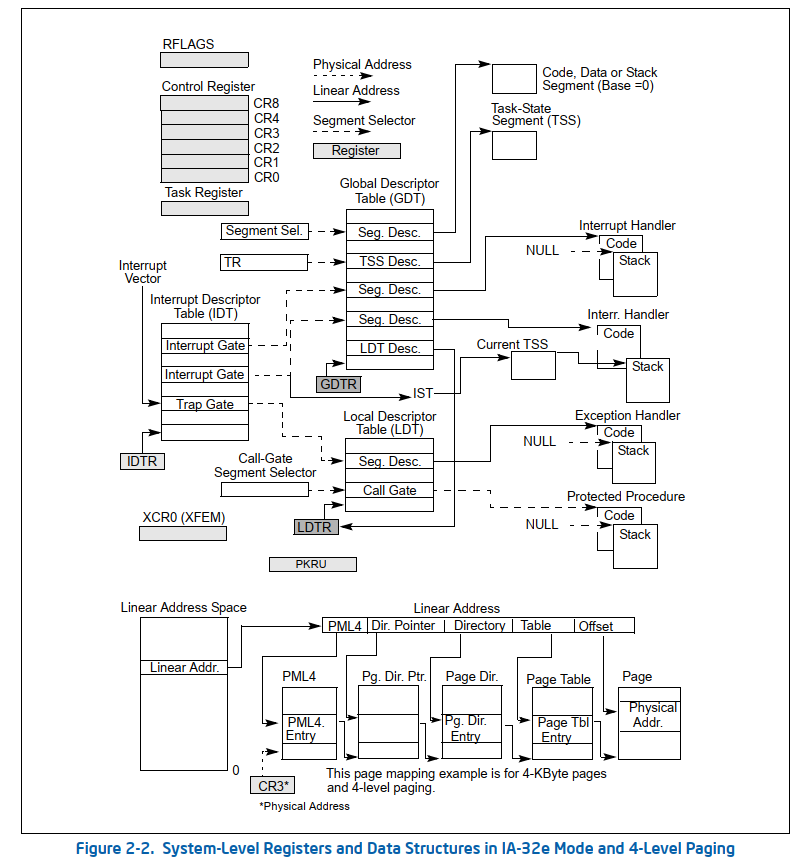 RFLAGS
Control Register
CR8
CR4
CR3
CR2
CR1
CR0
Task Register
Physical Address
Linear Address
Segment Selector
Register
Code, Data or Stack
Segment (Base =0)
Task-State
Segment (TSS)
Global Descriptor
Table (GDT)
Segment Sel.
Seg. Desc.
TR
TSS Desc.
Seg. Desc.
Seg. Desc.
LDT Desc.
GDTR
Interrupt Handler
Code
NULL
Stack
Interrupt
Vector
Interrupt Descriptor
Table (IDT)
Interrupt Gate
Interrupt Gate
Trap Gate
IDTR
Interr. Handler
Code
Current TSS
Stack
IST
Local Descriptor
Table (LDT)
Call-Gate
Segment Selector
Seg. Desc.
Call Gate
LDTR
Exception Handler
Code
NULL
Stack
Protected Procedure
Code
NULL
Stack
XCR0 (XFEM)
PKRU
Linear Address Space
Linear Addr.
0
Linear Address
PML4 Dir. Pointer Directory Table Offset
PML4
PML4.
Entry
Pg. Dir. Ptr.
Page Dir.
Pg. Dir.
Entry
Page Table
Page Tbl
Entry
Page
Physical
Addr.
CR3*
*Physical Address
This page mapping example is for 4-KByte pages
and 4-level paging.
Figure 2-2. System-Level Registers and Data Structures in IA-32e Mode and 4-Level Paging